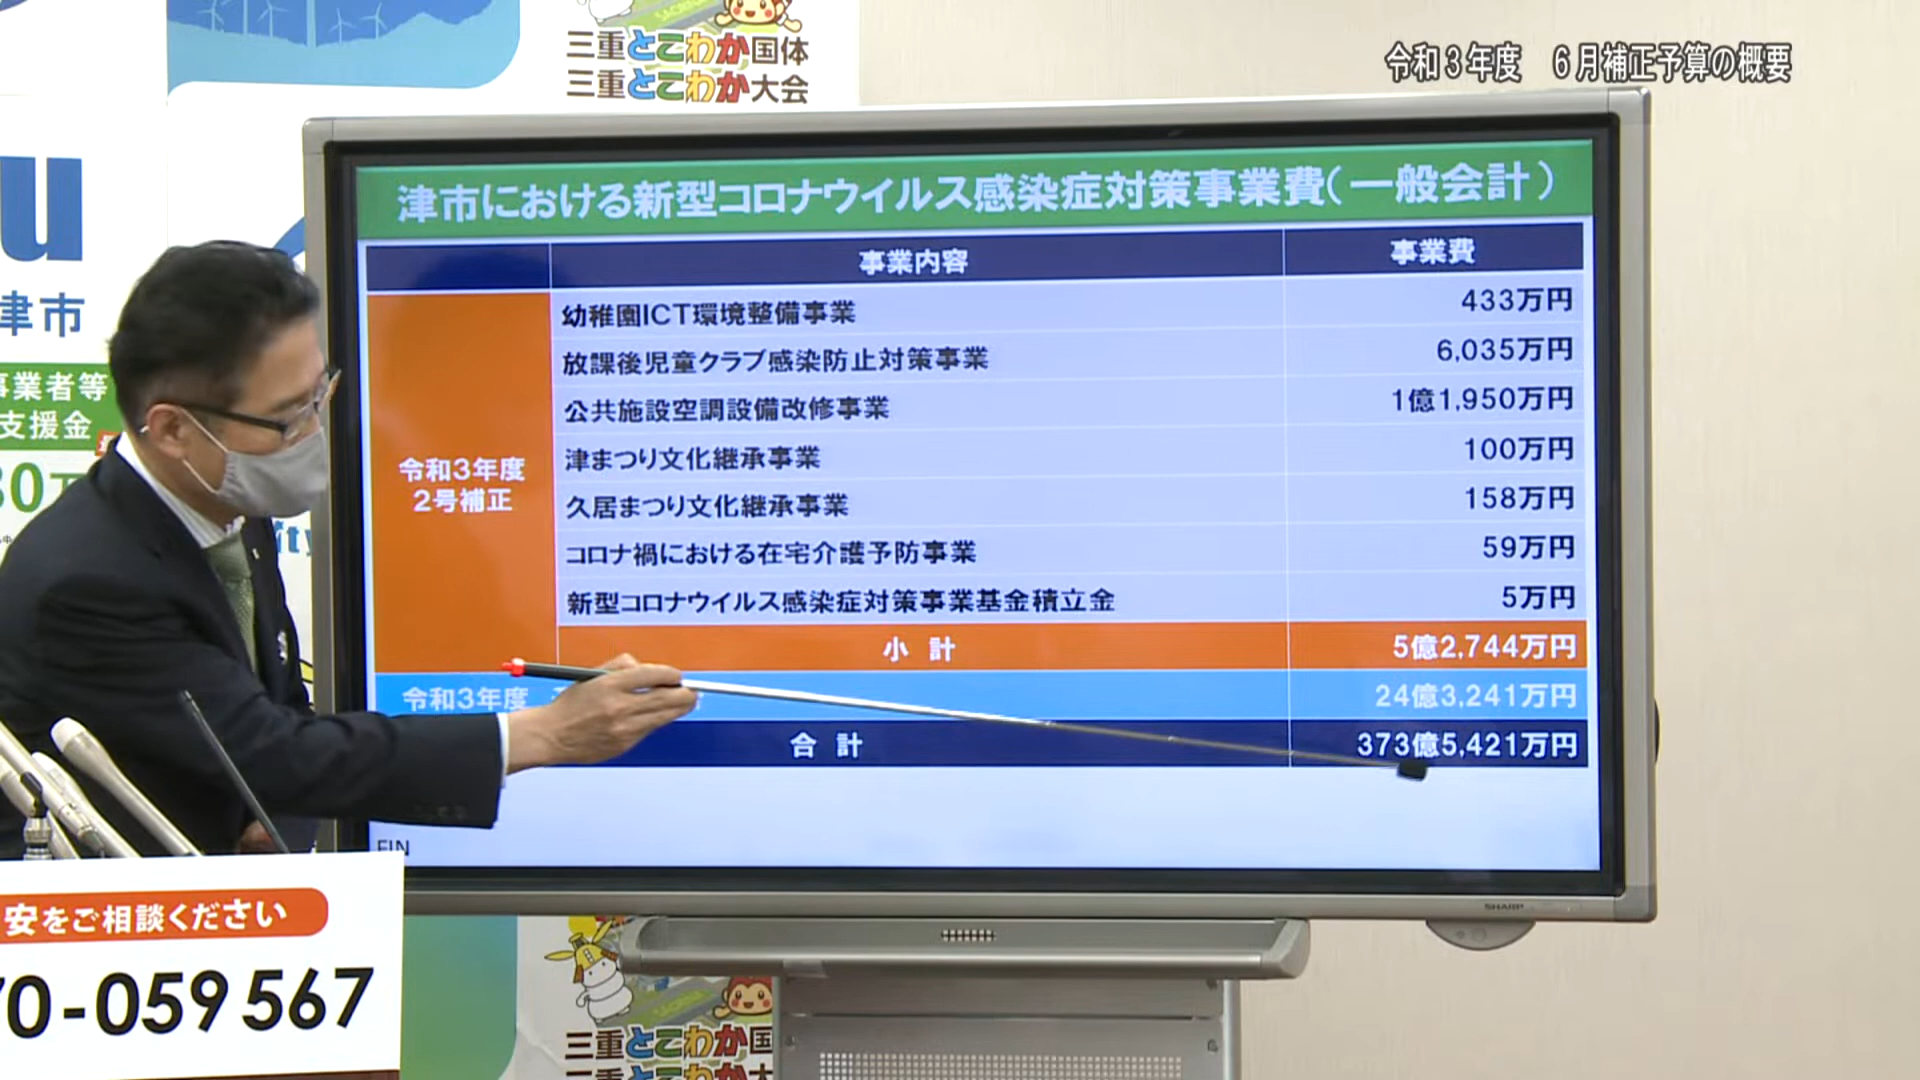 三重とこわか国体
三重とこわか大会
令和3年度　6月補正予算の概要
u
津市
事業者等
支援金
津市における新型コロナウイルス感染症対策事業費(一般会計)
事業内容 事業費
令和3年度
2号補正
幼稚園ICT環境整備事業 433万円
放課後児童クラブ感染防止対策事業 6,035万円
公共施設空調設備改修事業 1億1,950万円
津まつり文化継承事業 100万円
久居まつり文化継承事業 158万円
コロナ禍における在宅介護予防事業 59万円
新型コロナウイルス感染症対策事業基金積立金 5万円
小計 5億2,744万円
令和3年度 24億3,241万円
合計 373億5,421万円
FIN
SHARP
安をご相談ください
70-059 567
三重とこわか国